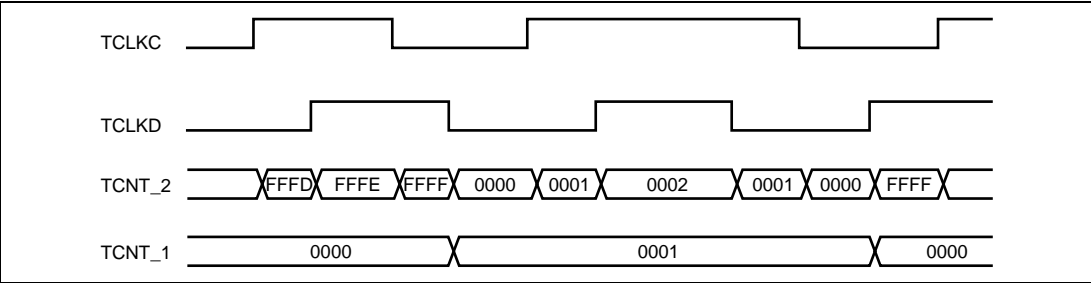 TCLKC
TCLKD
TCNT_2 FFFD FFFE FFFF 0000 0001 0002 0001 0000 FFFF
TCNT_1 0000 0001 0000